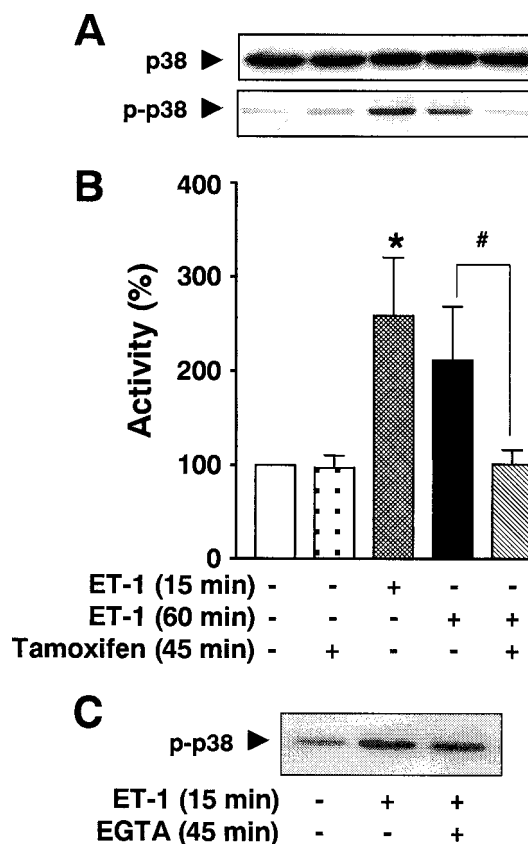 A
p38
p-p38
B
400
300
200
100
0
Activity (%)
*
#
ET-1 (15 min) - - + - -
ET-1 (60 min) - - - + +
Tamoxifen (45 min) - + - - +
C
p-p38
ET-1 (15 min) - + +
EGTA (45 min) - +